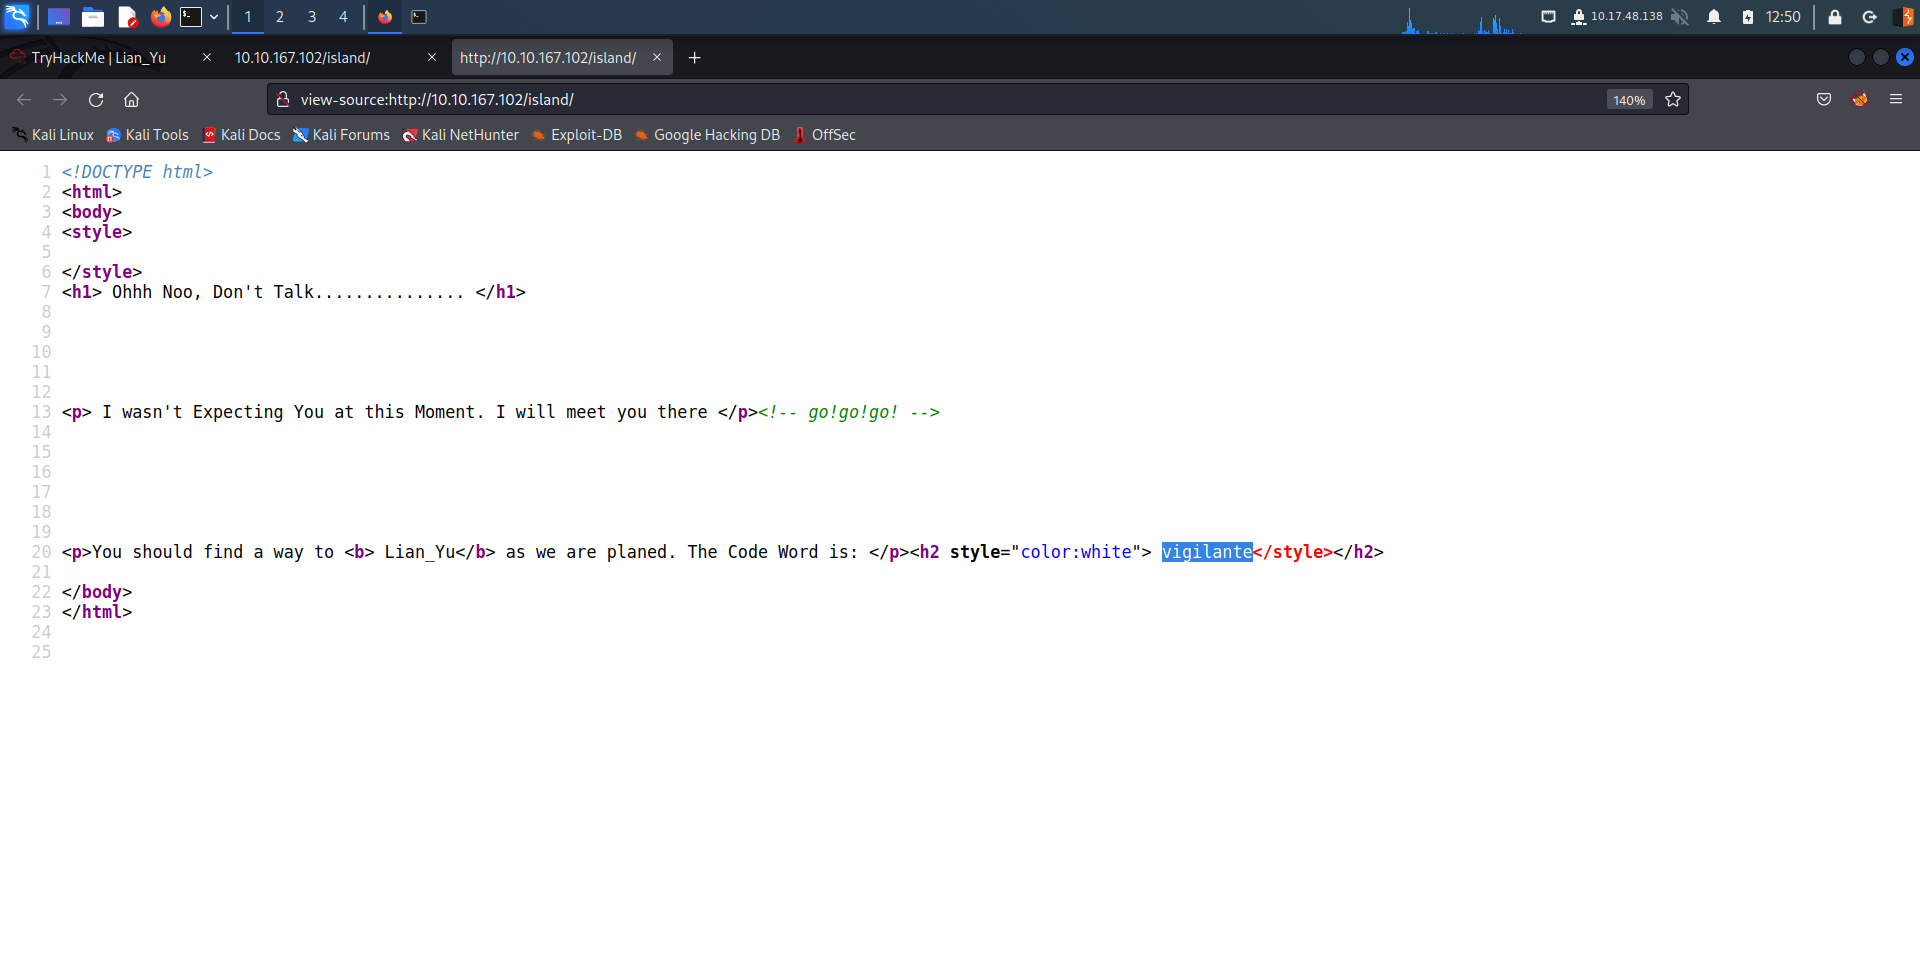 1 2 3 4 10.17.48.138 12:50
TryHackMe | Lian_Yu 10.10.167.102/island/ http://10.10.167.102/island/
view-source:http://10.10.167.102/island/ 140%
Kali Linux Kali Tools Kali Docs Kali Forums Kali NetHunter Exploit-DB Google Hacking DB OffSec
1 <!DOCTYPE html>
2 <html>
3 <body>
4 <style>
5
6 </style>
7 <h1> Ohhh Noo, Don't Talk............... </h1>
8
9
10
11
12
13 <p> I wasn't Expecting You at this Moment. I will meet you there </p><!-- go!go!go! -->
14
15
16
17
18
19
20 <p>You should find a way to <b> Lian_Yu</b> as we are planed. The Code Word is: </p><h2 style="color:white"> vigilante</style></h2>
21
22 </body>
23 </html>
24
25